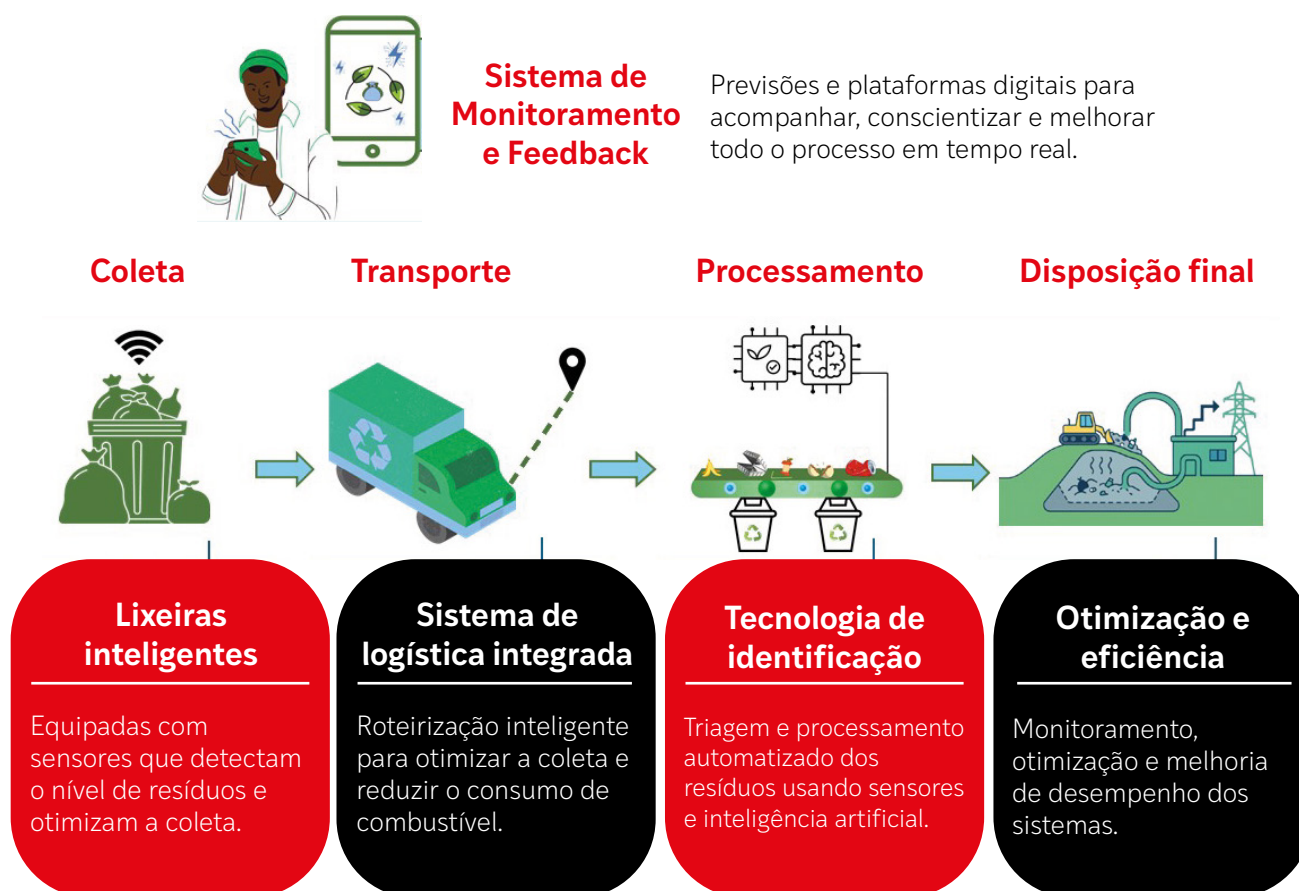 Sistema de
Monitoramento
e Feedback
Previsões e plataformas digitais para
acompanhar, conscientizar e melhorar
todo o processo em tempo real.
Coleta
Transporte
Processamento
Disposição final
Lixeiras
inteligentes
Equipadas com
sensores que detectam
o nível de resíduos e
otimizam a coleta.
Sistema de
logística integrada
Roteirização inteligente
para otimizar a coleta e
reduzir o consumo de
combustível.
Tecnologia de
identificação
Triagem e processamento
automatizado dos
resíduos usando sensores
e inteligência artificial.
Otimização e
eficiência
Monitoramento,
otimização e melhoria
de desempenho dos
sistemas.